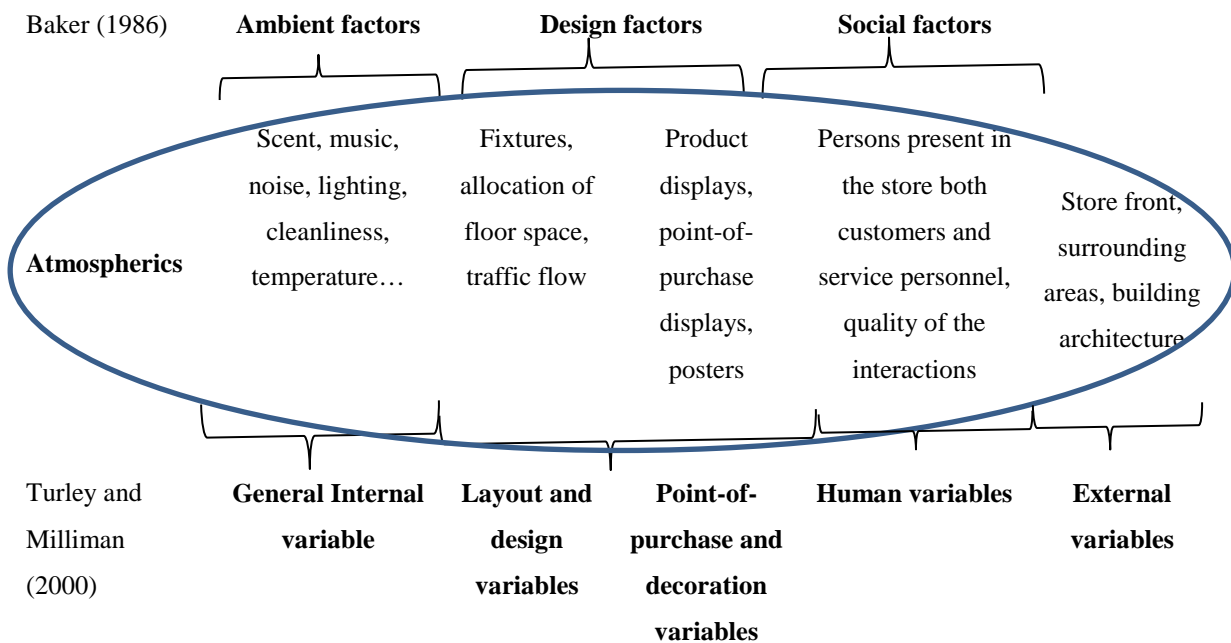 Baker (1986)
Ambient factors
Design factors
Social factors
Atmospherics
Scent, music,
noise, lighting,
cleanliness,
temperature…
Fixtures,
allocation of
floor space,
traffic flow
Product
displays,
point-of-
purchase
displays,
posters
Persons present in
the store both
customers and
service personnel,
quality of the
interactions
Store front,
surrounding
areas, building
architecture
Turley and
Milliman
(2000)
General Internal
variable
Layout and
design
variables
Point-of-
purchase and
decoration
variables
Human variables
External
variables